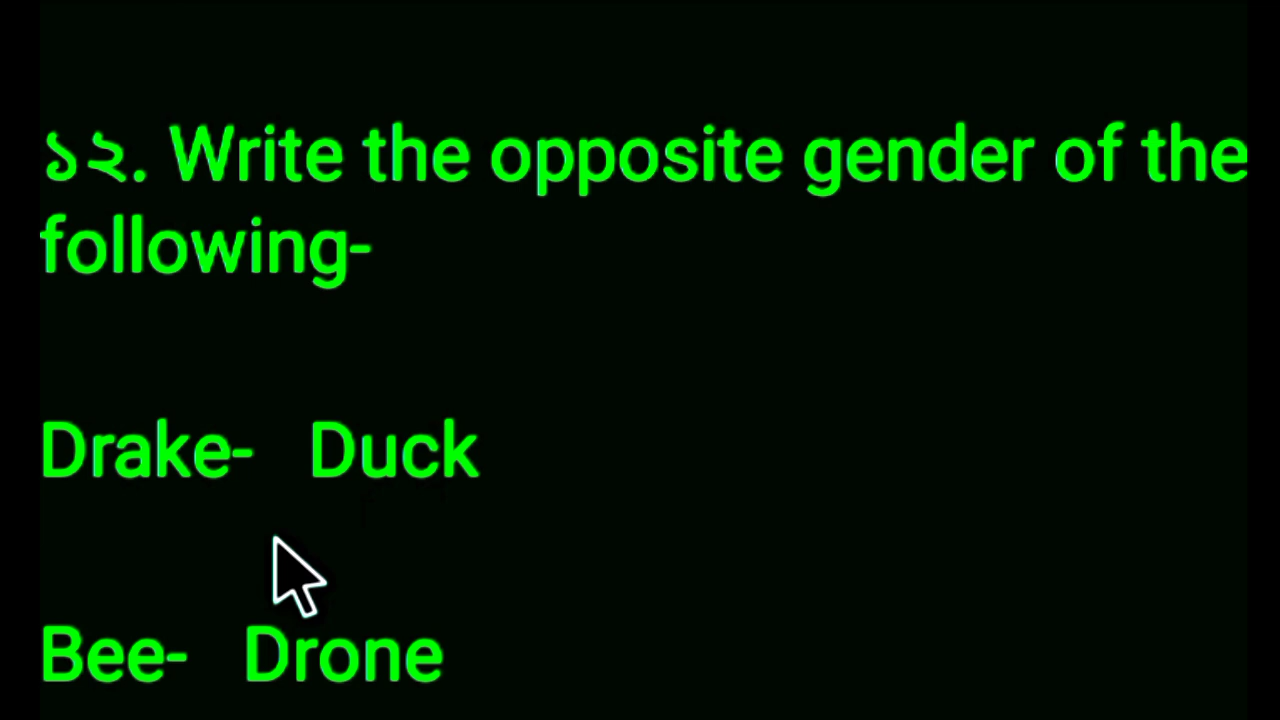 ১২. Write the opposite gender of the
following-
Drake- Duck
Bee- Drone